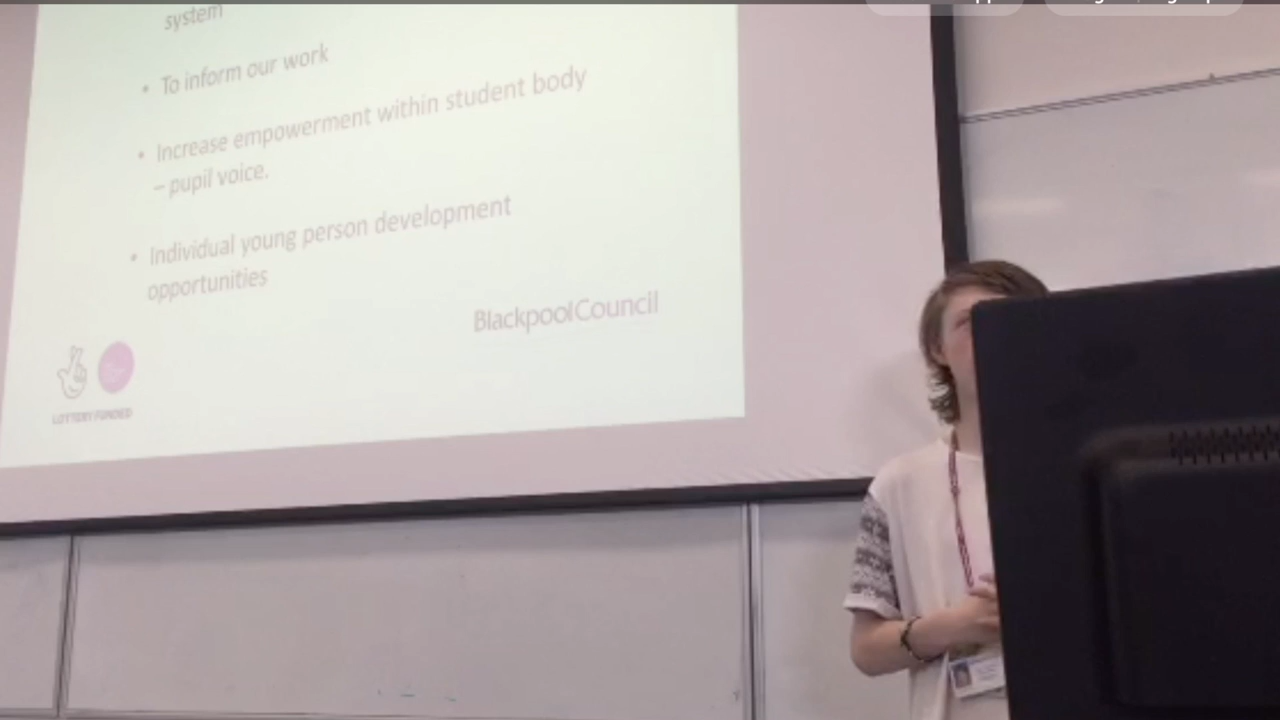 system
• To inform our work
• Increase empowerment within student body
– pupil voice.
• Individual young person development
opportunities
BlackpoolCouncil
LOTTERY FUNDED